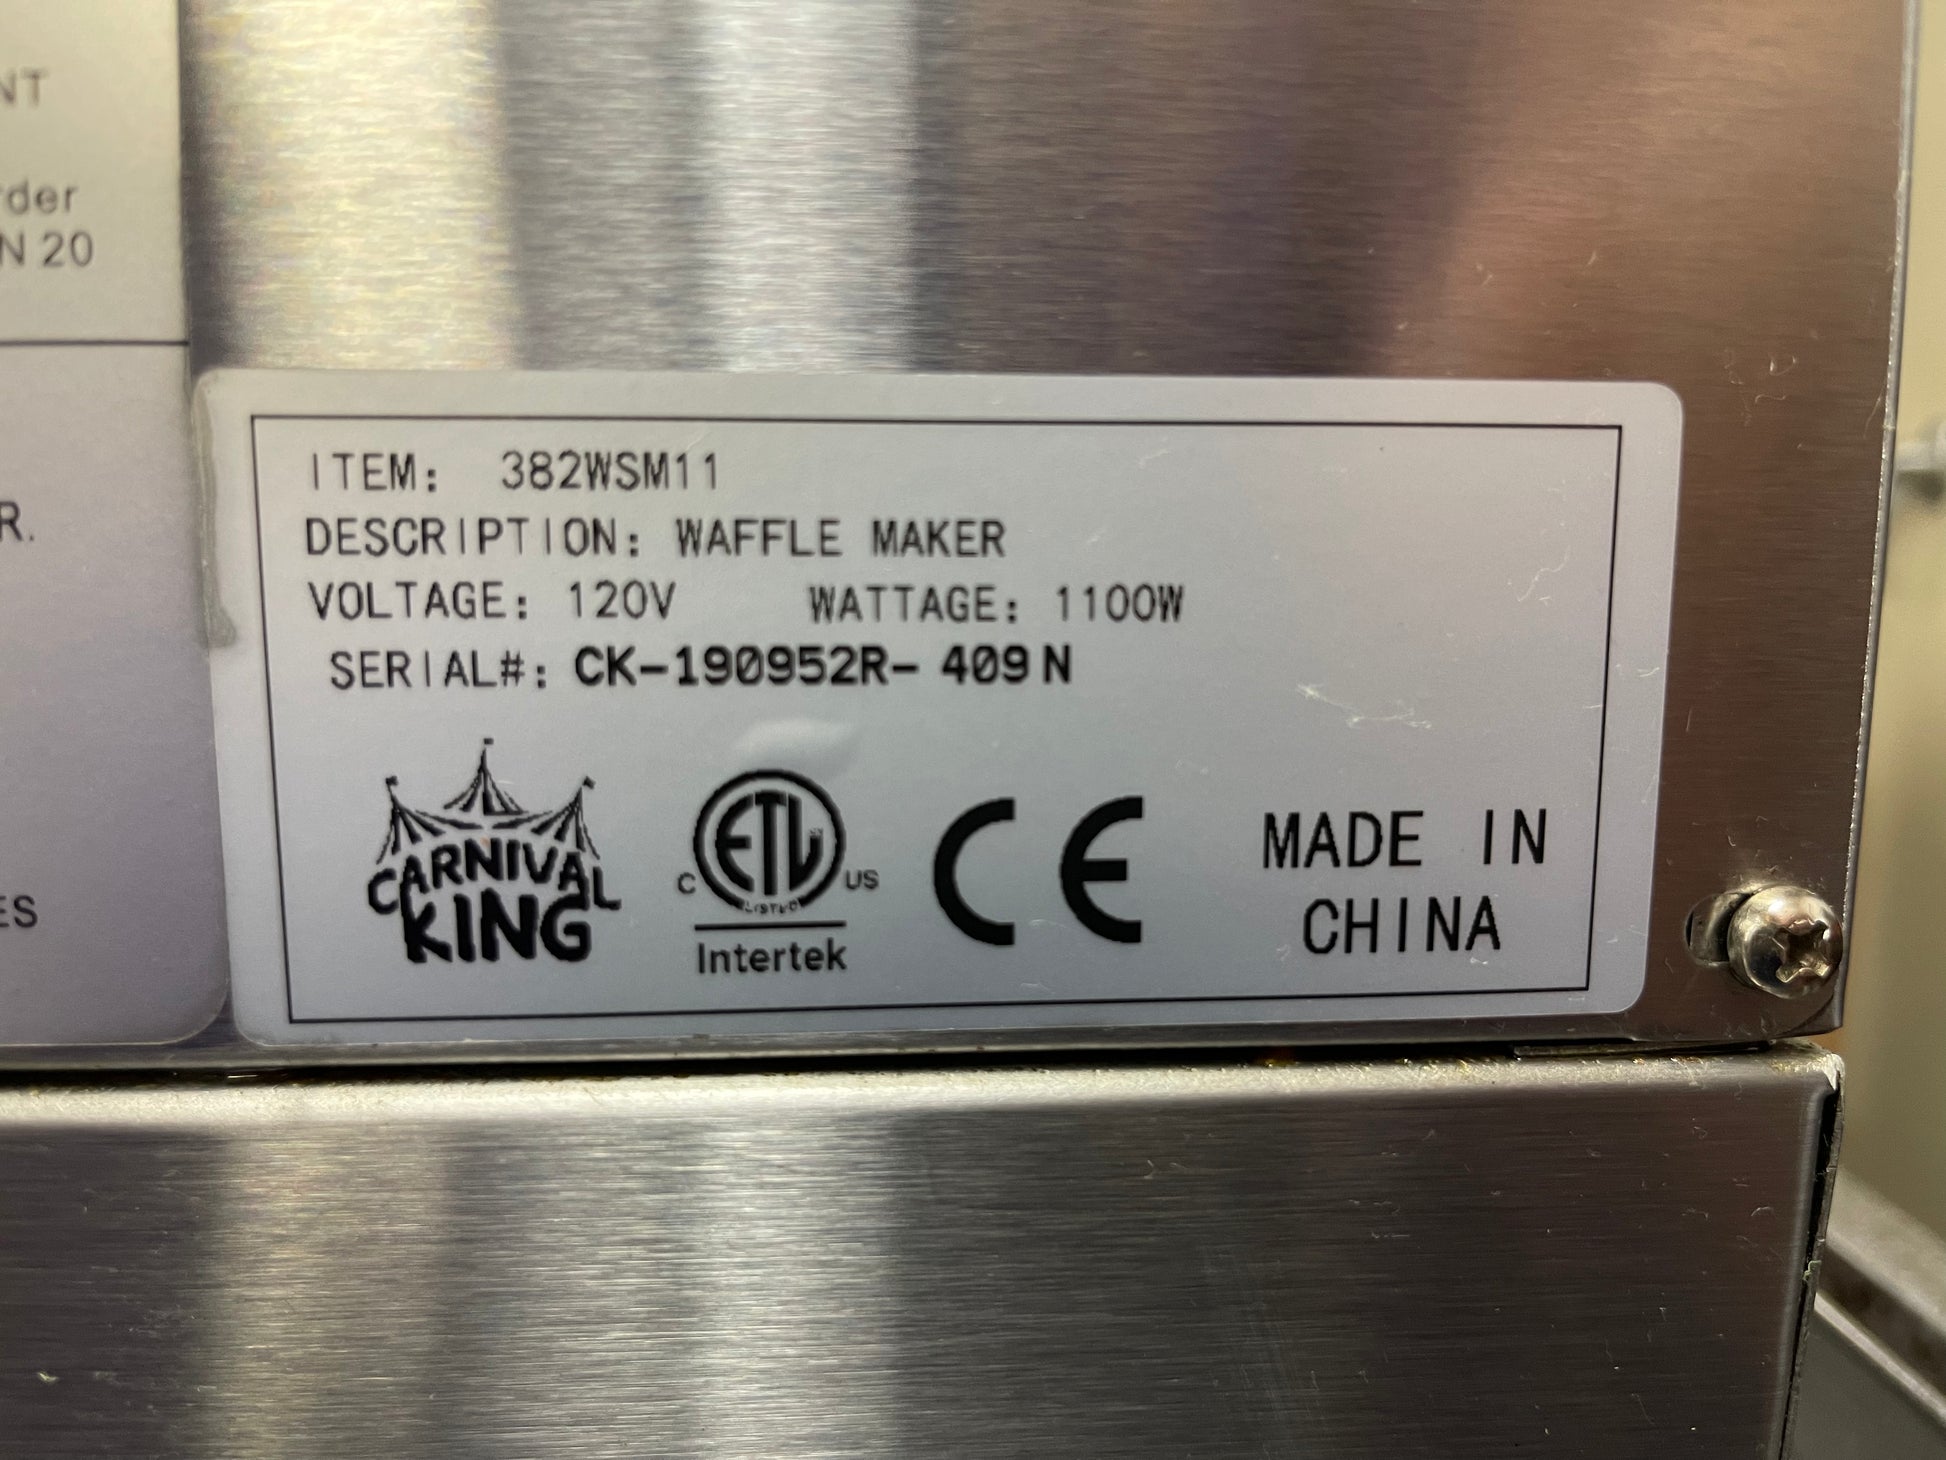 NT
rder
N 20
R.
ES
ITEM: 382WSM11
DESCRIPTION: WAFFLE MAKER
VOLTAGE: 120V WATTAGE: 1100W
SERIAL#: CK-190952R- 409 N
CARNIVAL
KING
ETL
C US
LISTED
Intertek
CE
MADE IN
CHINA